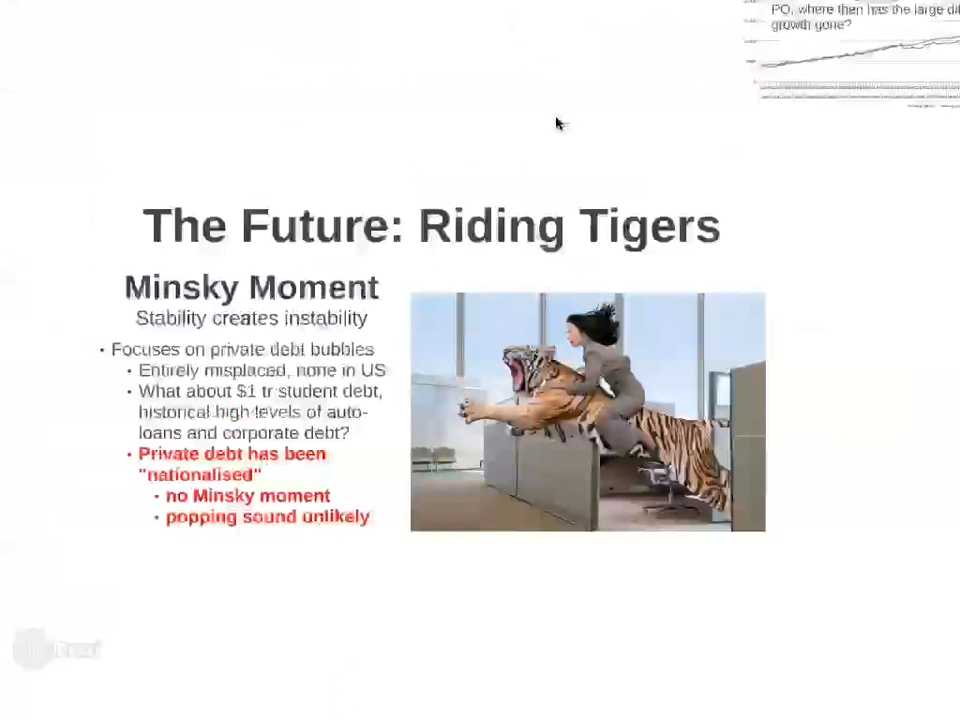 PQ, where then has the large
growth gone?
The Future: Riding Tigers
Minsky Moment
Stability creates instability
• Focuses on private debt bubbles
• Entirely misplaced, none in US
• What about $1 tr student debt,
historical high levels of auto-
loans and corporate debt?
• Private debt has been
"nationalised"
• no Minsky moment
• popping sound unlikely